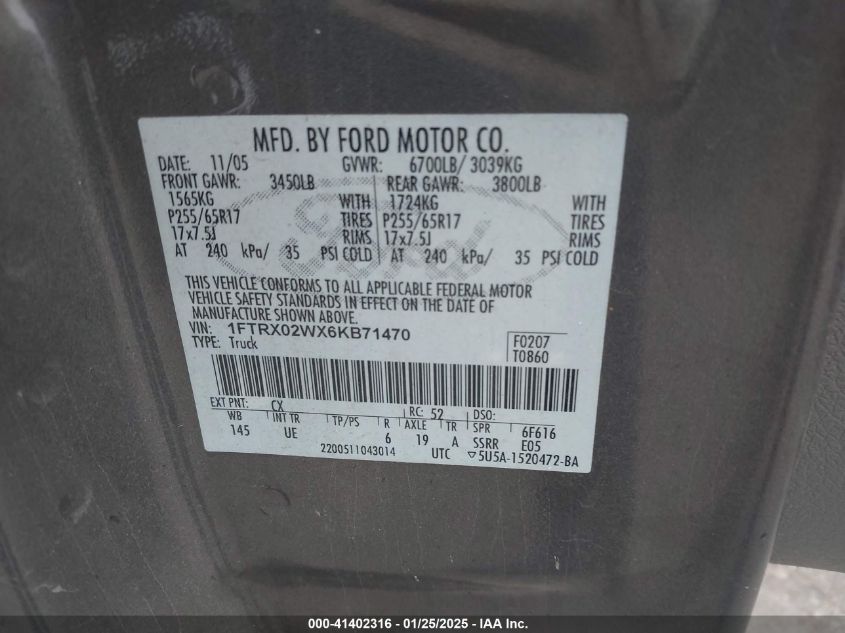 MFD. BY FORD MOTOR CO.
DATE: 11/05 GVWR: 6700LB/ 3039KG
FRONT GAWR: 3450LB REAR GAWR: 3800LB
1565KG WITH 1724KG WITH
P255/65R17 TIRES P255/65R17 TIRES
17x7.5J RIMS 17x7.5J RIMS
AT 240 kPa/ 35 PSI COLD AT 240 kPa/ 35 PSI COLD
Ford
THIS VEHICLE CONFORMS TO ALL APPLICABLE FEDERAL MOTOR
VEHICLE SAFETY STANDARDS IN EFFECT ON THE DATE OF
MANUFACTURE SHOWN ABOVE.
VIN: 1FTRX02WX6KB71470
TYPE: Truck
F0207
T0860
EXT PNT: CX RC: 52 DSO:
WB INT TR TP/PS R AXLE TR SPR 6F616
145 UE 6 19 A SSRR E05
2200511043014 UTC ▽5U5A-1520472-BA
000-41402316 - 01/25/2025 - IAA Inc.